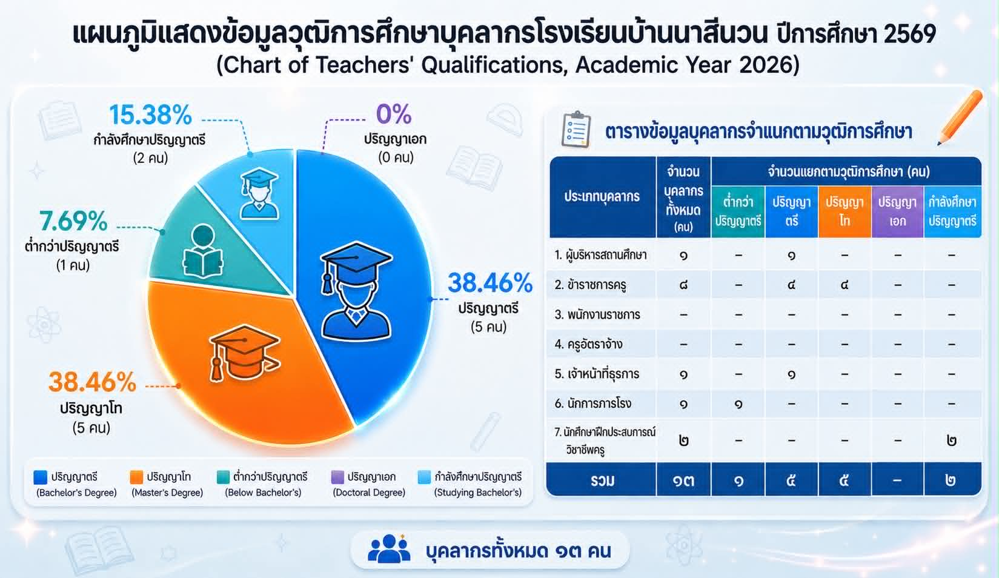 แผนภูมิแสดงข้อมูลวุฒิการศึกษาบุคลากรโรงเรียนบ้านนาสีนวน ปีการศึกษา 2569
(Chart of Teachers' Qualifications, Academic Year 2026)
15.38%
กำลังศึกษาปริญญาตรี
(2 คน)
0%
ปริญญาเอก
(0 คน)
7.69%
ต่ำกว่าปริญญาตรี
(1 คน)
38.46%
ปริญญาตรี
(5 คน)
38.46%
ปริญญาโท
(5 คน)
ปริญญาตรี
(Bachelor's Degree)
ปริญญาโท
(Master's Degree)
ต่ำกว่าปริญญาตรี
(Below Bachelor's)
ปริญญาเอก
(Doctoral Degree)
กำลังศึกษาปริญญาตรี
(Studying Bachelor's)
ตารางข้อมูลบุคลากรจำแนกตามวุฒิการศึกษา
ประเภทบุคลากร
จำนวน
บุคลากร
ทั้งหมด
(คน)
จำนวนแยกตามวุฒิการศึกษา (คน)
ต่ำกว่า
ปริญญาตรี
ปริญญา
ตรี
ปริญญา
โท
ปริญญา
เอก
กำลังศึกษา
ปริญญาตรี
1. ผู้บริหารสถานศึกษา ๑ – ๑ – – –
2. ข้าราชการครู ๘ – ๔ ๔ – –
3. พนักงานราชการ – – – – – –
4. ครูอัตราจ้าง – – – – – –
5. เจ้าหน้าที่ธุรการ ๑ – ๑ – – –
6. นักการภารโรง ๑ ๑ – – – –
7. นักศึกษาฝึกประสบการณ์
วิชาชีพครู ๒ – – – – ๒
รวม ๑๓ ๑ ๕ ๕ – ๒
บุคลากรทั้งหมด ๑๓ คน